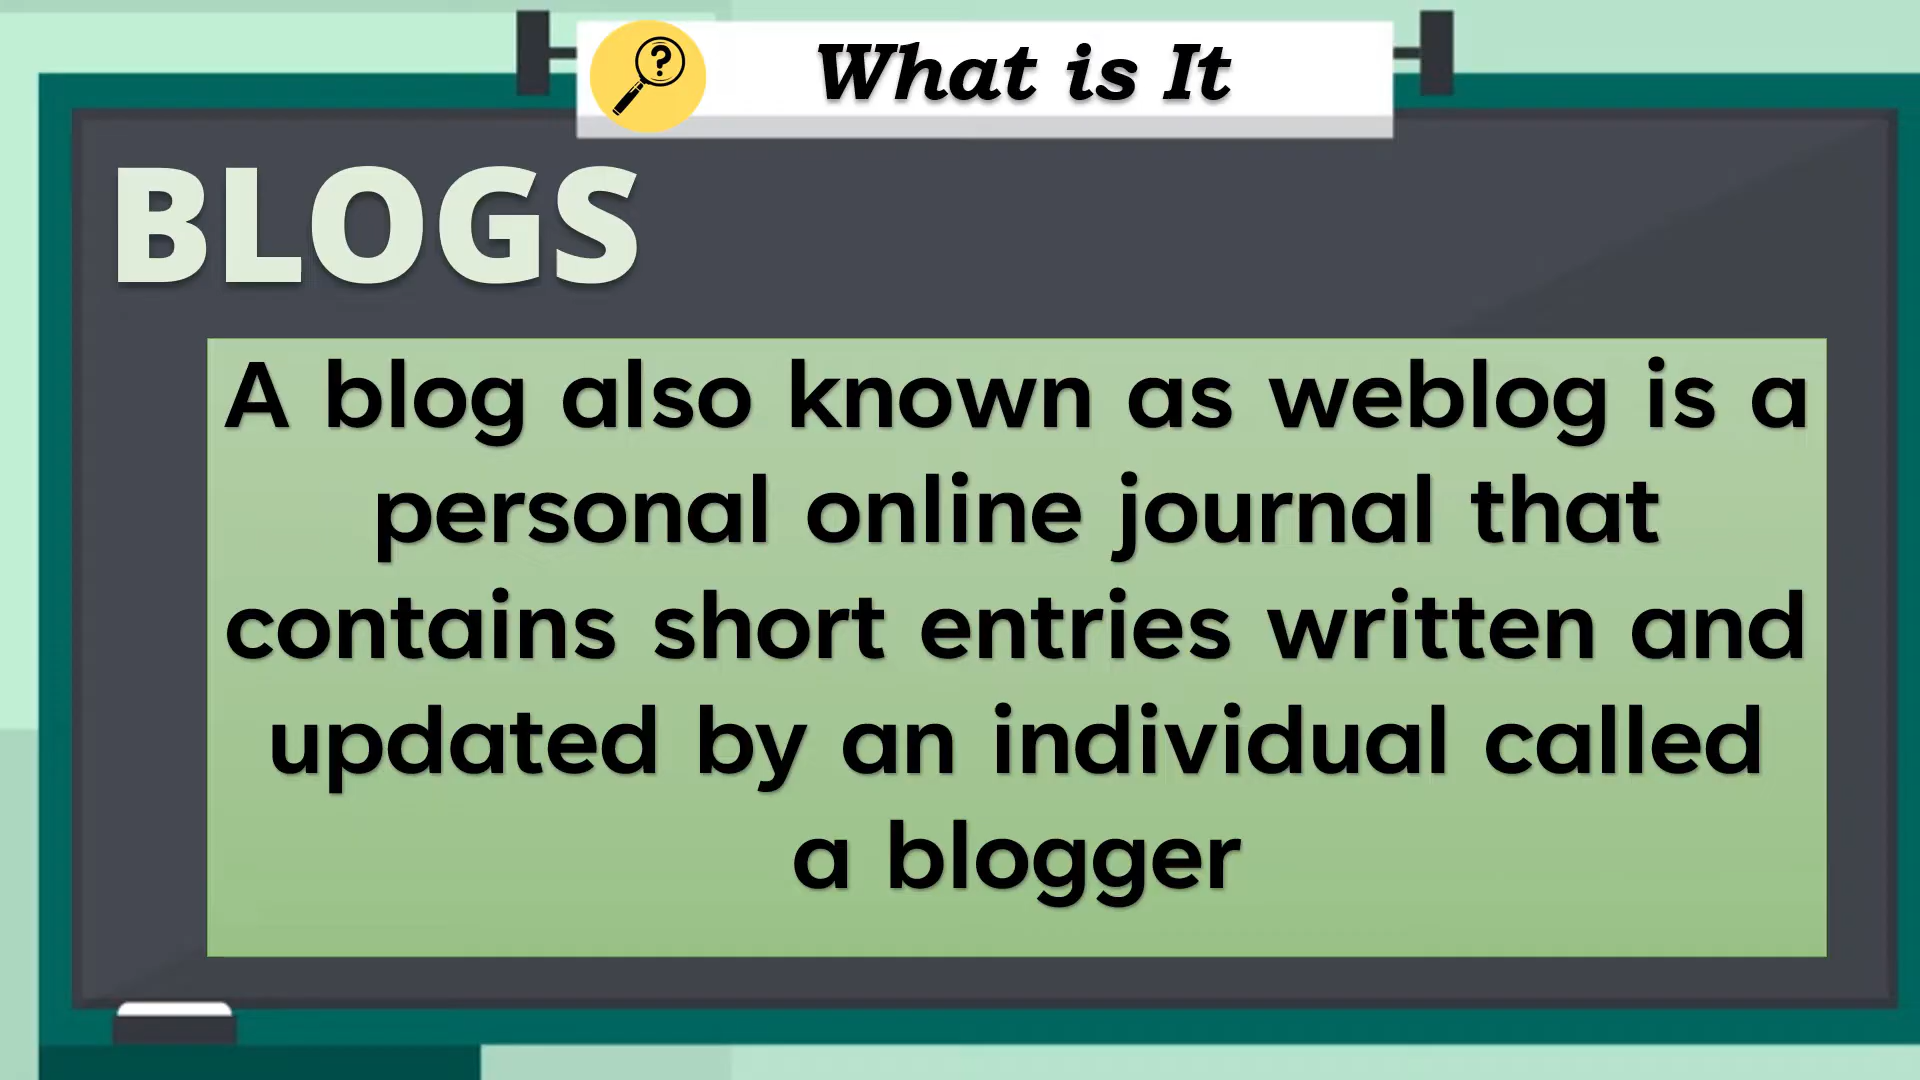 What is It
BLOGS
A blog also known as weblog is a
personal online journal that
contains short entries written and
updated by an individual called
a blogger